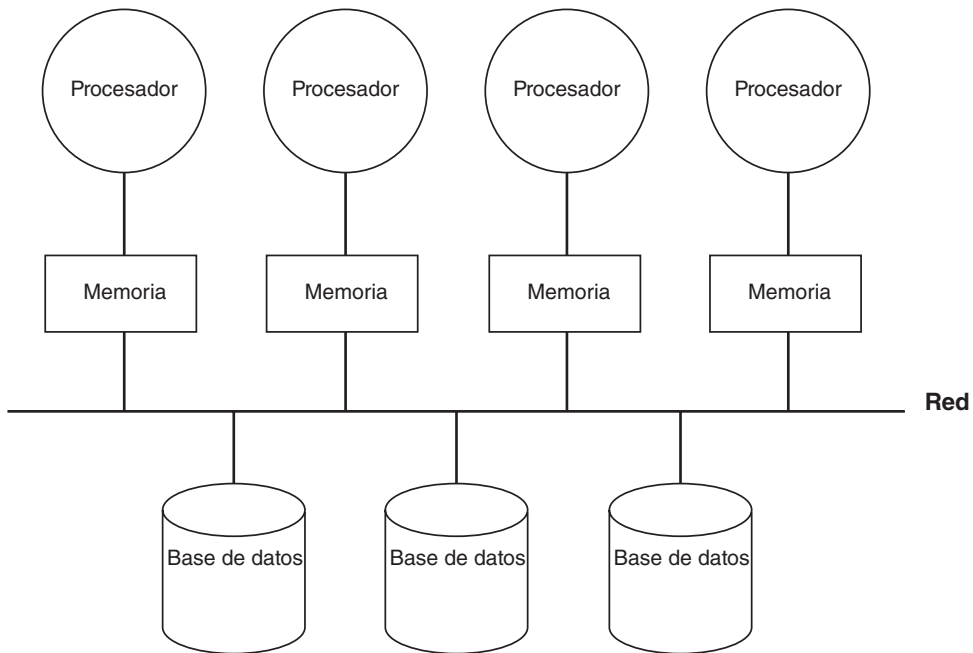 Procesador
Procesador
Procesador
Procesador
Memoria
Memoria
Memoria
Memoria
Red
Base de datos
Base de datos
Base de datos